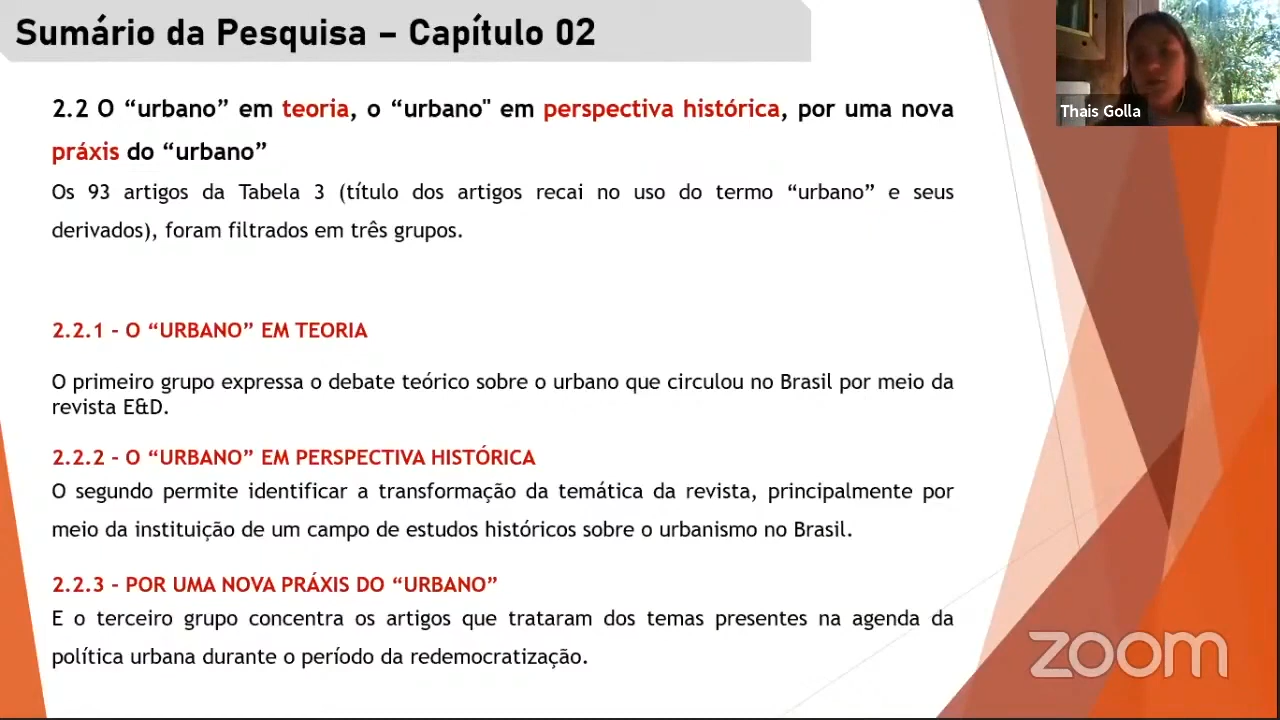 Sumário da Pesquisa – Capítulo 02
Thais Golla
2.2 O “urbano” em teoria, o “urbano" em perspectiva histórica, por uma nova
práxis do “urbano”
Os 93 artigos da Tabela 3 (título dos artigos recai no uso do termo “urbano” e seus
derivados), foram filtrados em três grupos.
2.2.1 - O “URBANO” EM TEORIA
O primeiro grupo expressa o debate teórico sobre o urbano que circulou no Brasil por meio da
revista E&D.
2.2.2 - O “URBANO” EM PERSPECTIVA HISTÓRICA
O segundo permite identificar a transformação da temática da revista, principalmente por
meio da instituição de um campo de estudos históricos sobre o urbanismo no Brasil.
2.2.3 - POR UMA NOVA PRÁXIS DO “URBANO”
E o terceiro grupo concentra os artigos que trataram dos temas presentes na agenda da
política urbana durante o período da redemocratização.
zoom